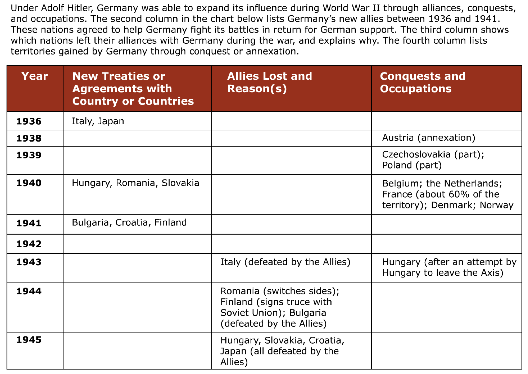 Under Adolf Hitler, Germany was able to expand its influence during World War II through alliances, conquests,
and occupations. The second column in the chart below lists Germany's new allies between 1936 and 1941.
These nations agreed to help Germany fight its battles in return for German support. The third column shows
which nations left their alliances with Germany during the war, and explains why. The fourth column lists
territories gained by Germany through conquest or annexation.
Year
New Treaties or
Agreements with
Country or Countries
Allies Lost and
Reason(s)
Conquests and
Occupations
1936
Italy, Japan
1938
Austria (annexation)
1939
Czechoslovakia (part);
Poland (part)
1940
Hungary, Romania, Slovakia
Belgium; the Netherlands;
France (about 60% of the
territory); Denmark; Norway
1941
Bulgaria, Croatia, Finland
1942
1943
Italy (defeated by the Allies)
Hungary (after an attempt by
Hungary to leave the Axis)
1944
Romania (switches sides);
Finland (signs truce with
Soviet Union); Bulgaria
(defeated by the Allies)
1945
Hungary, Slovakia, Croatia,
Japan (all defeated by the
Allies)